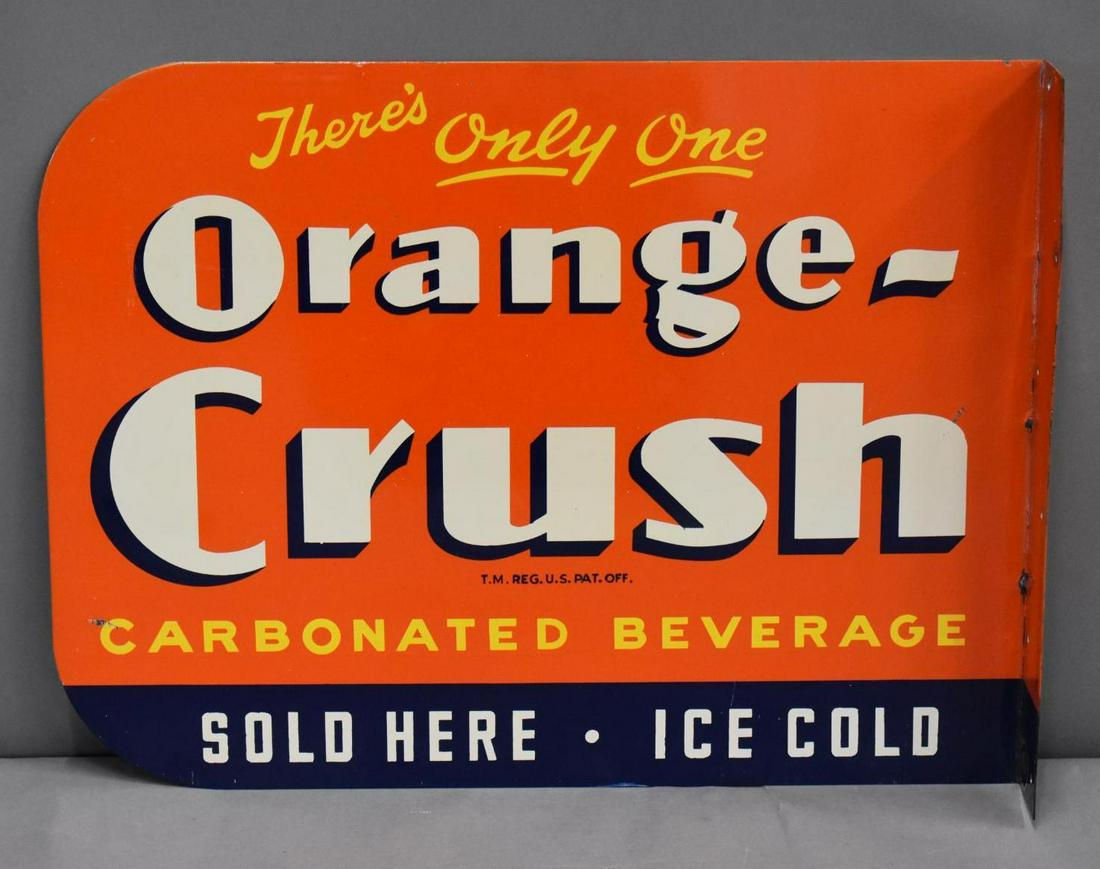 There's Only One
Orange-
Crush
T.M. REG. U.S. PAT. OFF.
CARBONATED BEVERAGE
SOLD HERE • ICE COLD